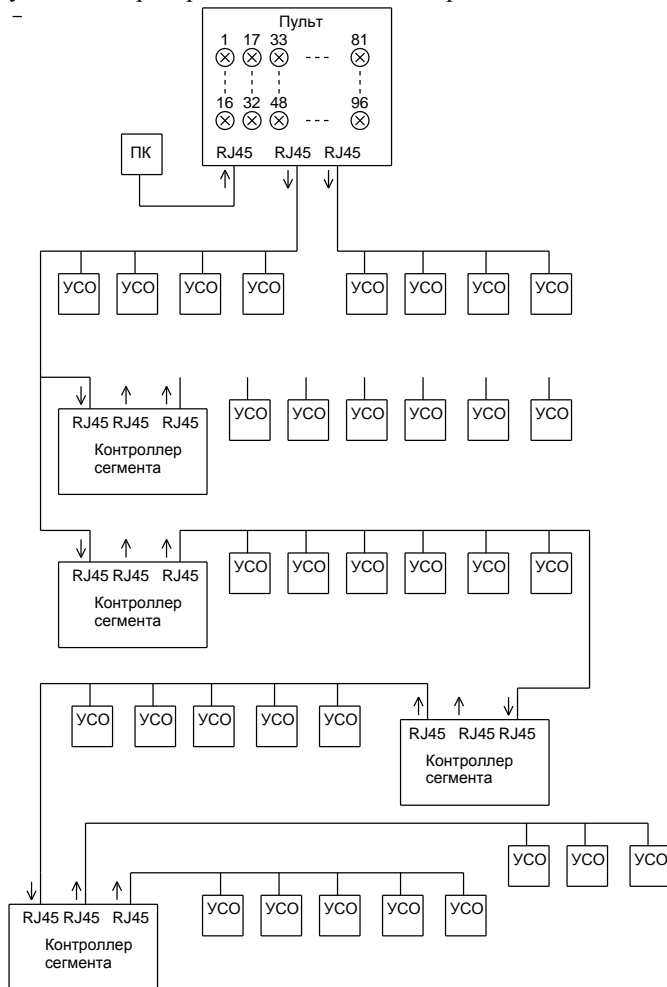 Пульт
1 17 33 --- 81
16 32 48 --- 96
RJ45 RJ45 RJ45
ПК
УСО УСО УСО УСО УСО УСО УСО УСО
RJ45 RJ45 RJ45
Контроллер
сегмента
УСО УСО УСО УСО УСО УСО
RJ45 RJ45 RJ45
Контроллер
сегмента
УСО УСО УСО УСО УСО УСО
УСО УСО УСО УСО УСО
RJ45 RJ45 RJ45
Контроллер
сегмента
УСО УСО УСО
RJ45 RJ45 RJ45
Контроллер
сегмента
УСО УСО УСО УСО УСО